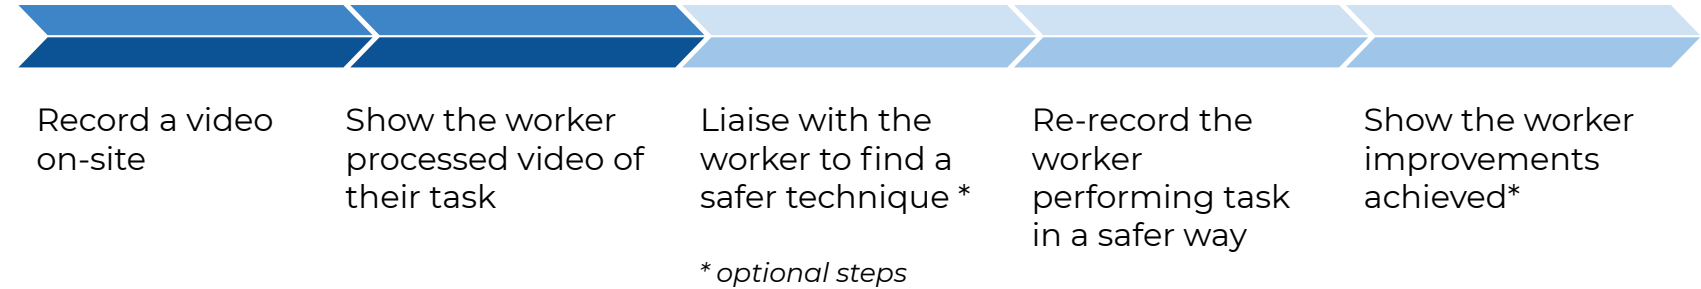 Record a video
on-site
Show the worker
processed video of
their task
Liaise with the
worker to find a
safer technique *
* optional steps
Re-record the
worker
performing task
in a safer way
Show the worker
improvements
achieved*